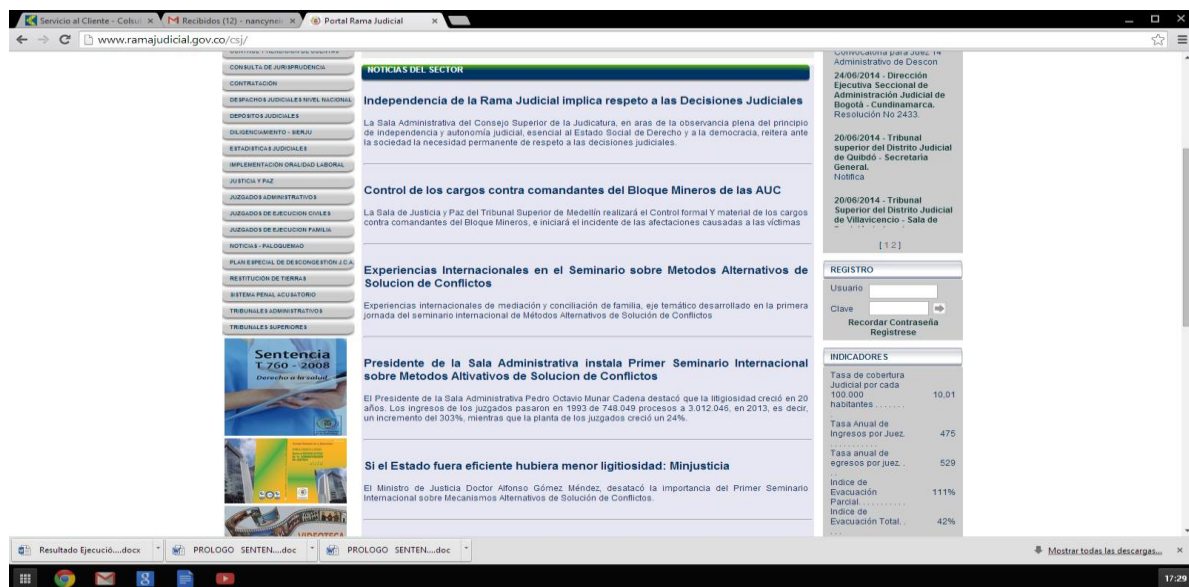 Servicio al Cliente - Colsu
Recibidos (12) - nancyne
Portal Rama Judicial
www.ramajudicial.gov.co/csj/
CONSULTA DE JURISPRUDENCIA
CONTRATACIÓN
DESPACHOS JUDICIALES NIVEL NACIONAL
DEPOSITOS JUDICIALES
DILIGENCIAMIENTO - SIERJU
ESTADISTICAS JUDICIALES
IMPLEMENTACIÓN ORALIDAD LABORAL
JUSTICIA Y PAZ
JUZGADOS ADMINISTRATIVOS
JUZGADOS DE EJECUCION CIVILES
JUZGADOS DE EJECUCION FAMILIA
NOTICIAS - PALOQUEMAO
PLAN ESPECIAL DE DESCONGESTIÓN J.C.A
RESTITUCIÓN DE TIERRAS
SISTEMA PENAL ACUSATORIO
TRIBUNALES ADMINISTRATIVOS
TRIBUNALES SUPERIORES
Sentencia
T 760 - 2008
Derecho a la salud
VIDEOTECA
NOTICIAS DEL SECTOR
Independencia de la Rama Judicial implica respeto a las Decisiones Judiciales
La Sala Administrativa del Consejo Superior de la Judicatura, en aras de la observancia plena del principio
de independencia y autonomía judicial, esencial al Estado Social de Derecho y a la democracia, reitera ante
la sociedad la necesidad permanente de respeto a las decisiones judiciales.
Control de los cargos contra comandantes del Bloque Mineros de las AUC
La Sala de Justicia y Paz del Tribunal Superior de Medellín realizará el Control formal Y material de los cargos
contra comandantes del Bloque Mineros, e iniciará el incidente de las afectaciones causadas a las víctimas
Experiencias Internacionales en el Seminario sobre Metodos Alternativos de
Solucion de Conflictos
Experiencias internacionales de mediación y conciliación de familia, eje temático desarrollado en la primera
jornada del seminario internacional de Métodos Alternativos de Solución de Conflictos
Presidente de la Sala Administrativa instala Primer Seminario Internacional
sobre Metodos Altivativos de Solucion de Conflictos
El Presidente de la Sala Administrativa Pedro Octavio Munar Cadena destacó que la litigiosidad creció en 20
años. Los ingresos de los juzgados pasaron en 1993 de 748.049 procesos a 3.012.046, en 2013, es decir,
un incremento del 303%, mientras que la planta de los juzgados creció un 24%.
Si el Estado fuera eficiente hubiera menor ligitiosidad: Minjusticia
El Ministro de Justicia Doctor Alfonso Gómez Méndez, desatacó la importancia del Primer Seminario
Internacional sobre Mecanismos Alternativos de Solución de Conflictos.
Convocatoria para Juez 14
Administrativo de Descon
24/06/2014 - Dirección
Ejecutiva Seccional de
Administración Judicial de
Bogotá - Cundinamarca.
Resolución No 2433.
20/06/2014 - Tribunal
superior del Distrito Judicial
de Quibdó - Secretaria
General.
Notifica
20/06/2014 - Tribunal
Superior del Distrito Judicial
de Villavicencio - Sala de
[ 1 2 ]
REGISTRO
Usuario
Clave
Recordar Contraseña
Registrese
INDICADORES
Tasa de cobertura
Judicial por cada
100.000 10,01
habitantes . . . . . . .
.
Tasa Anual de
Ingresos por Juez. 475
. . . . . . . . . . .
Tasa anual de
egresos por juez. . 529
. .
Indice de
Evacuación 111%
Parcial. . . . . . . . . . .
Indice de
Evacuación Total. . 42%
. . .
Resultado Ejecució....docx
PROLOGO SENTEN....doc
PROLOGO SENTEN....doc
Mostrar todas las descargas...
17:29